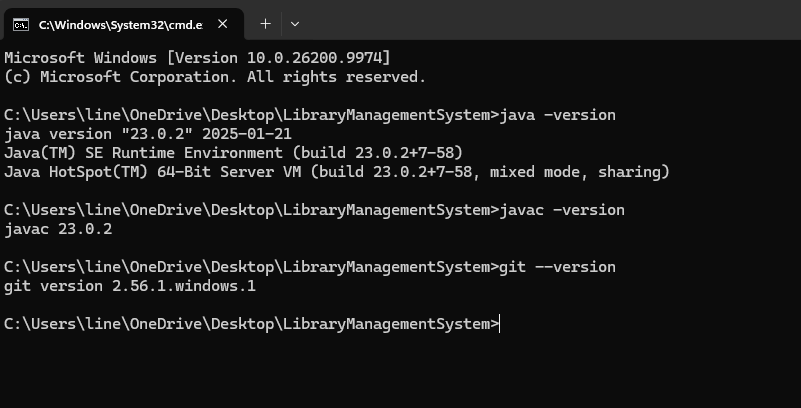 C:\Windows\System32\cmd.e
Microsoft Windows [Version 10.0.26200.9974]
(c) Microsoft Corporation. All rights reserved.
C:\Users\line\OneDrive\Desktop\LibraryManagementSystem>java -version
java version "23.0.2" 2025-01-21
Java(TM) SE Runtime Environment (build 23.0.2+7-58)
Java HotSpot(TM) 64-Bit Server VM (build 23.0.2+7-58, mixed mode, sharing)
C:\Users\line\OneDrive\Desktop\LibraryManagementSystem>javac -version
javac 23.0.2
C:\Users\line\OneDrive\Desktop\LibraryManagementSystem>git --version
git version 2.56.1.windows.1
C:\Users\line\OneDrive\Desktop\LibraryManagementSystem>